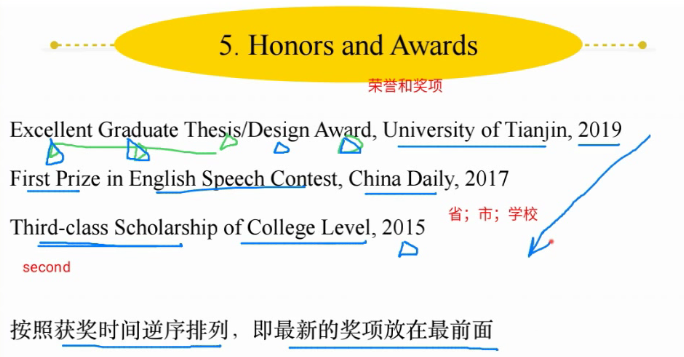 5. Honors and Awards
荣誉和奖项
Excellent Graduate Thesis/Design Award, University of Tianjin, 2019
First Prize in English Speech Contest, China Daily, 2017
省；市；学校
Third-class Scholarship of College Level, 2015
second
按照获奖时间逆序排列，即最新的奖项放在最前面